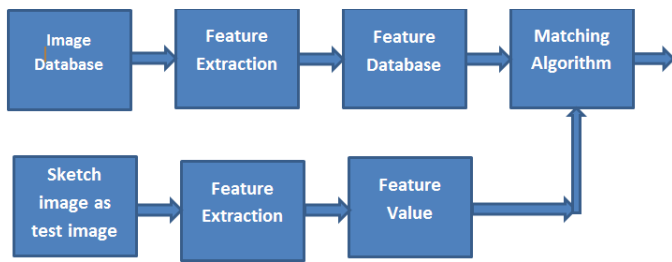 Image
Database
Feature
Extraction
Feature
Database
Matching
Algorithm
Sketch
image as
test image
Feature
Extraction
Feature
Value